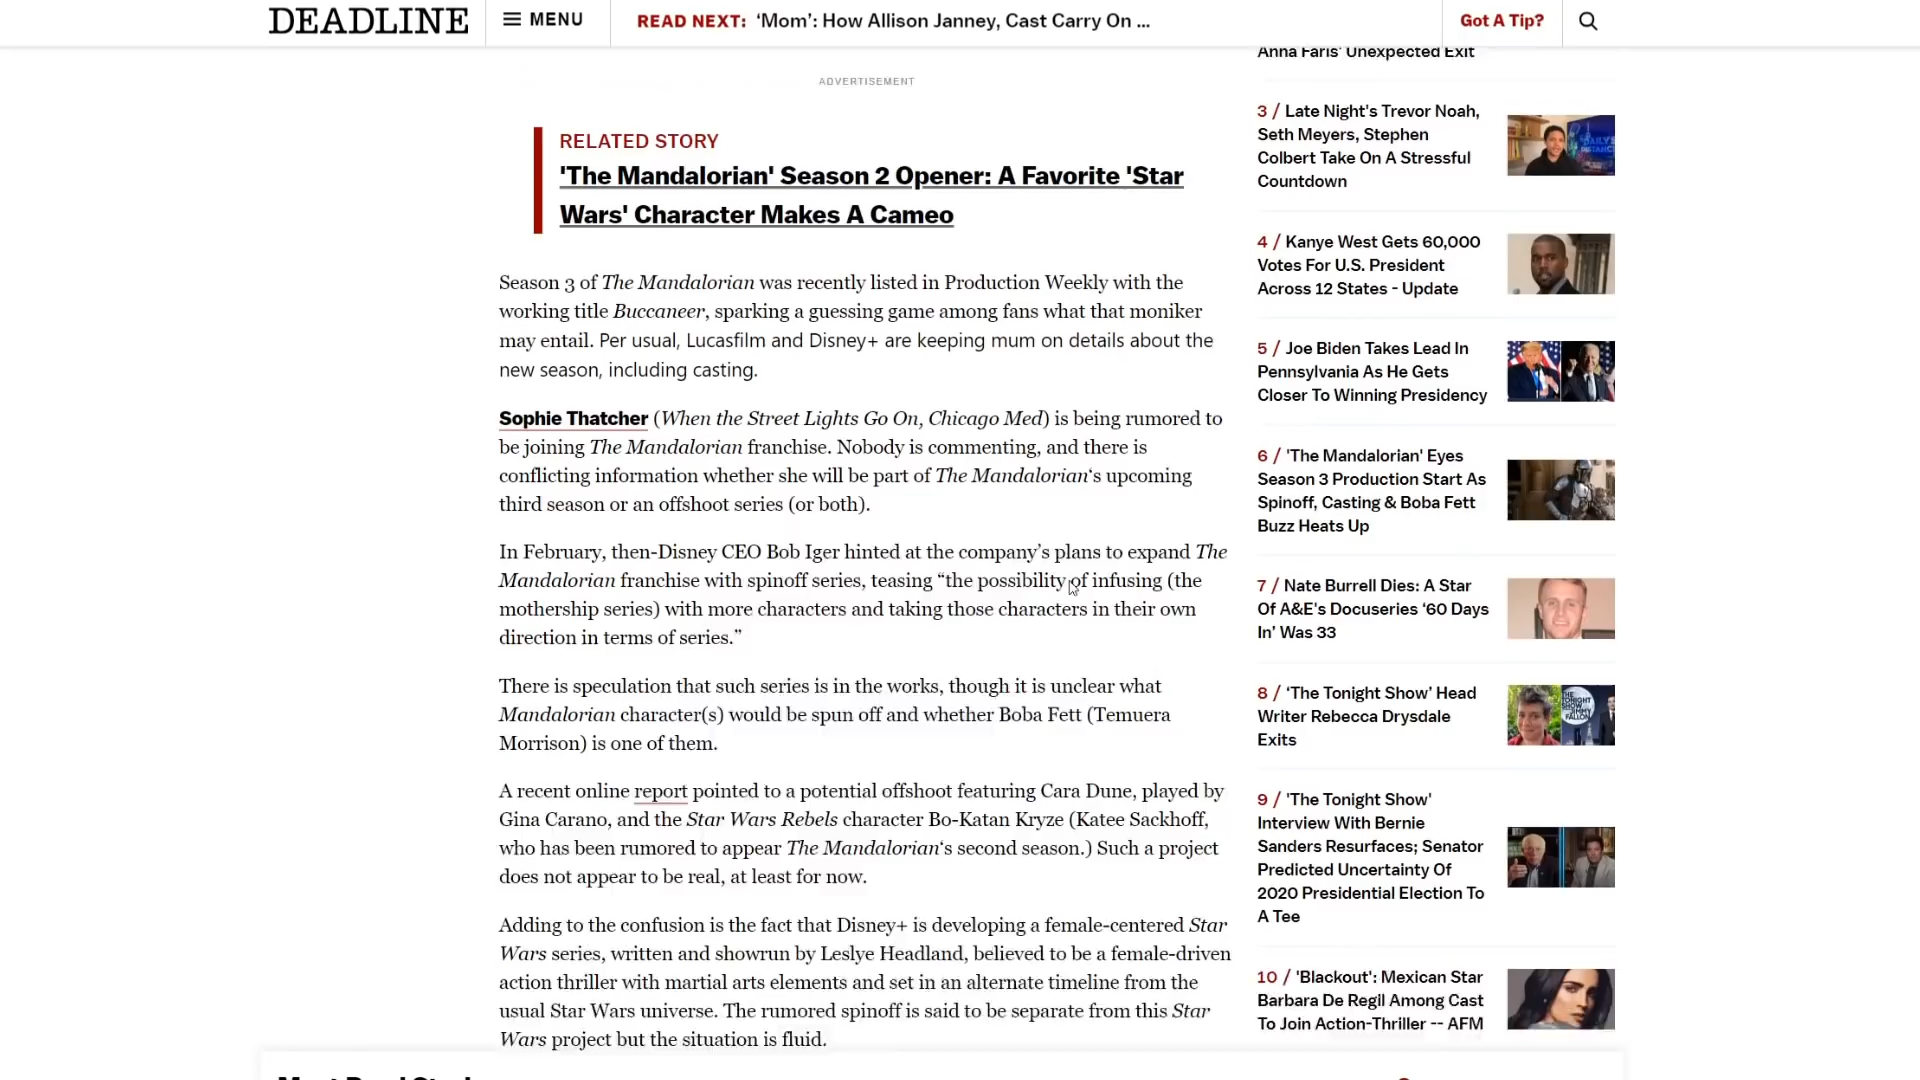 DEADLINE
MENU
READ NEXT: ‘Mom’: How Allison Janney, Cast Carry On ...
Got A Tip?
ADVERTISEMENT
RELATED STORY
'The Mandalorian' Season 2 Opener: A Favorite 'Star
Wars' Character Makes A Cameo
Season 3 of The Mandalorian was recently listed in Production Weekly with the
working title Buccaneer, sparking a guessing game among fans what that moniker
may entail. Per usual, Lucasfilm and Disney+ are keeping mum on details about the
new season, including casting.
Sophie Thatcher (When the Street Lights Go On, Chicago Med) is being rumored to
be joining The Mandalorian franchise. Nobody is commenting, and there is
conflicting information whether she will be part of The Mandalorian‘s upcoming
third season or an offshoot series (or both).
In February, then-Disney CEO Bob Iger hinted at the company’s plans to expand The
Mandalorian franchise with spinoff series, teasing “the possibility of infusing (the
mothership series) with more characters and taking those characters in their own
direction in terms of series.”
There is speculation that such series is in the works, though it is unclear what
Mandalorian character(s) would be spun off and whether Boba Fett (Temuera
Morrison) is one of them.
A recent online report pointed to a potential offshoot featuring Cara Dune, played by
Gina Carano, and the Star Wars Rebels character Bo-Katan Kryze (Katee Sackhoff,
who has been rumored to appear The Mandalorian‘s second season.) Such a project
does not appear to be real, at least for now.
Adding to the confusion is the fact that Disney+ is developing a female-centered Star
Wars series, written and showrun by Leslye Headland, believed to be a female-driven
action thriller with martial arts elements and set in an alternate timeline from the
usual Star Wars universe. The rumored spinoff is said to be separate from this Star
Wars project but the situation is fluid.
Anna Faris' Unexpected Exit
3 / Late Night's Trevor Noah,
Seth Meyers, Stephen
Colbert Take On A Stressful
Countdown
4 / Kanye West Gets 60,000
Votes For U.S. President
Across 12 States - Update
5 / Joe Biden Takes Lead In
Pennsylvania As He Gets
Closer To Winning Presidency
6 / 'The Mandalorian' Eyes
Season 3 Production Start As
Spinoff, Casting & Boba Fett
Buzz Heats Up
7 / Nate Burrell Dies: A Star
Of A&E's Docuseries ‘60 Days
In’ Was 33
8 / ‘The Tonight Show’ Head
Writer Rebecca Drysdale
Exits
9 / 'The Tonight Show'
Interview With Bernie
Sanders Resurfaces; Senator
Predicted Uncertainty Of
2020 Presidential Election To
A Tee
10 / 'Blackout': Mexican Star
Barbara De Regil Among Cast
To Join Action-Thriller -- AFM